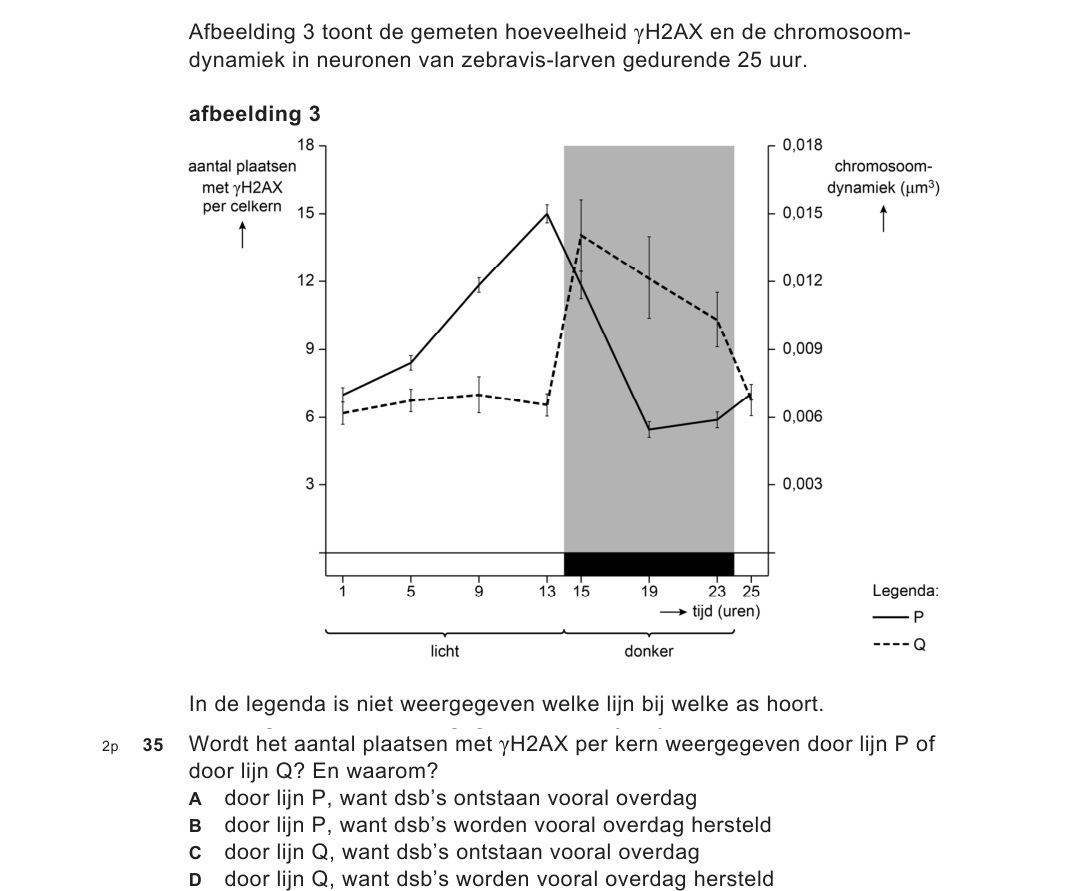 Afbeelding 3 toont de gemeten hoeveelheid γH2AX en de chromosoom-
dynamiek in neuronen van zebravis-larven gedurende 25 uur.
afbeelding 3
aantal plaatsen
met γH2AX
per celkern
18
15
12
9
6
3
0,018
0,015
0,012
0,009
0,006
0,003
chromosoom-
dynamiek (μm³)
1 5 9 13 15 19 23 25
tijd (uren)
licht donker
Legenda:
P
Q
In de legenda is niet weergegeven welke lijn bij welke as hoort.
2p 35 Wordt het aantal plaatsen met γH2AX per kern weergegeven door lijn P of
door lijn Q? En waarom?
A door lijn P, want dsb's ontstaan vooral overdag
B door lijn P, want dsb's worden vooral overdag hersteld
C door lijn Q, want dsb's ontstaan vooral overdag
D door lijn Q, want dsb's worden vooral overdag hersteld